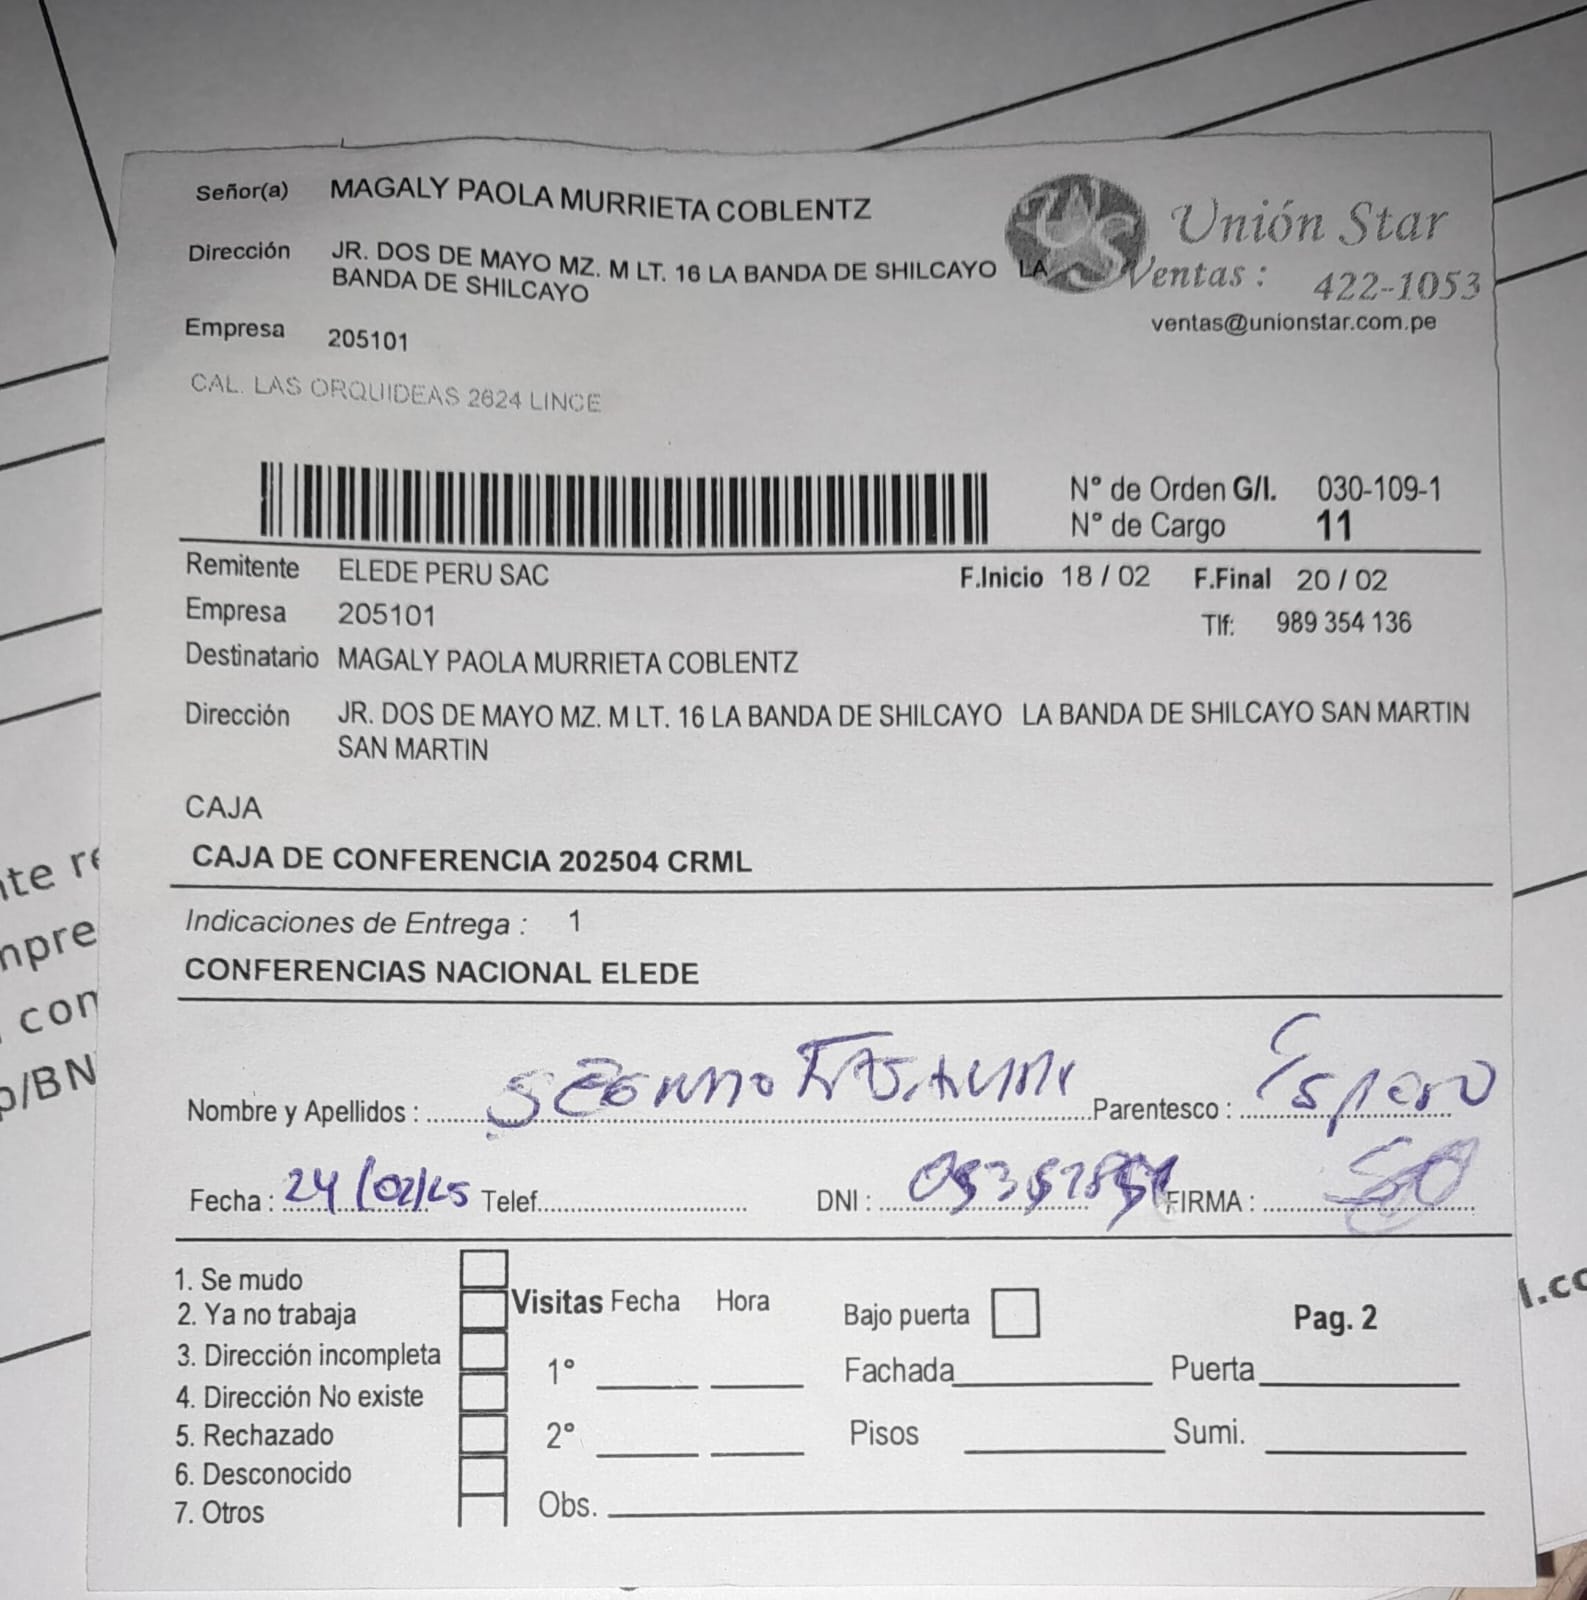 Señor(a) MAGALY PAOLA MURRIETA COBLENTZ
Unión Star
Dirección JR. DOS DE MAYO MZ. M LT. 16 LA BANDA DE SHILCAYO LA
BANDA DE SHILCAYO
Ventas : 422-1053
ventas@unionstar.com.pe
Empresa 205101
CAL. LAS ORQUIDEAS 2624 LINCE
N° de Orden G/I. 030-109-1
N° de Cargo 11
Remitente ELEDE PERU SAC F.Inicio 18 / 02 F.Final 20 / 02
Empresa 205101 Tlf: 989 354 136
Destinatario MAGALY PAOLA MURRIETA COBLENTZ
Dirección JR. DOS DE MAYO MZ. M LT. 16 LA BANDA DE SHILCAYO LA BANDA DE SHILCAYO SAN MARTIN
SAN MARTIN
CAJA
CAJA DE CONFERENCIA 202504 CRML
Indicaciones de Entrega : 1
CONFERENCIAS NACIONAL ELEDE
Nombre y Apellidos : Parentesco : Esposo
Fecha : 24/02/25 Telef. DNI : FIRMA :
1. Se mudo
2. Ya no trabaja
3. Dirección incompleta
4. Dirección No existe
5. Rechazado
6. Desconocido
7. Otros
Visitas Fecha Hora
1°
2°
Obs.
Bajo puerta Pag. 2
Fachada Puerta
Pisos Sumi.
nte re
mpre
con
p/BN
l.co